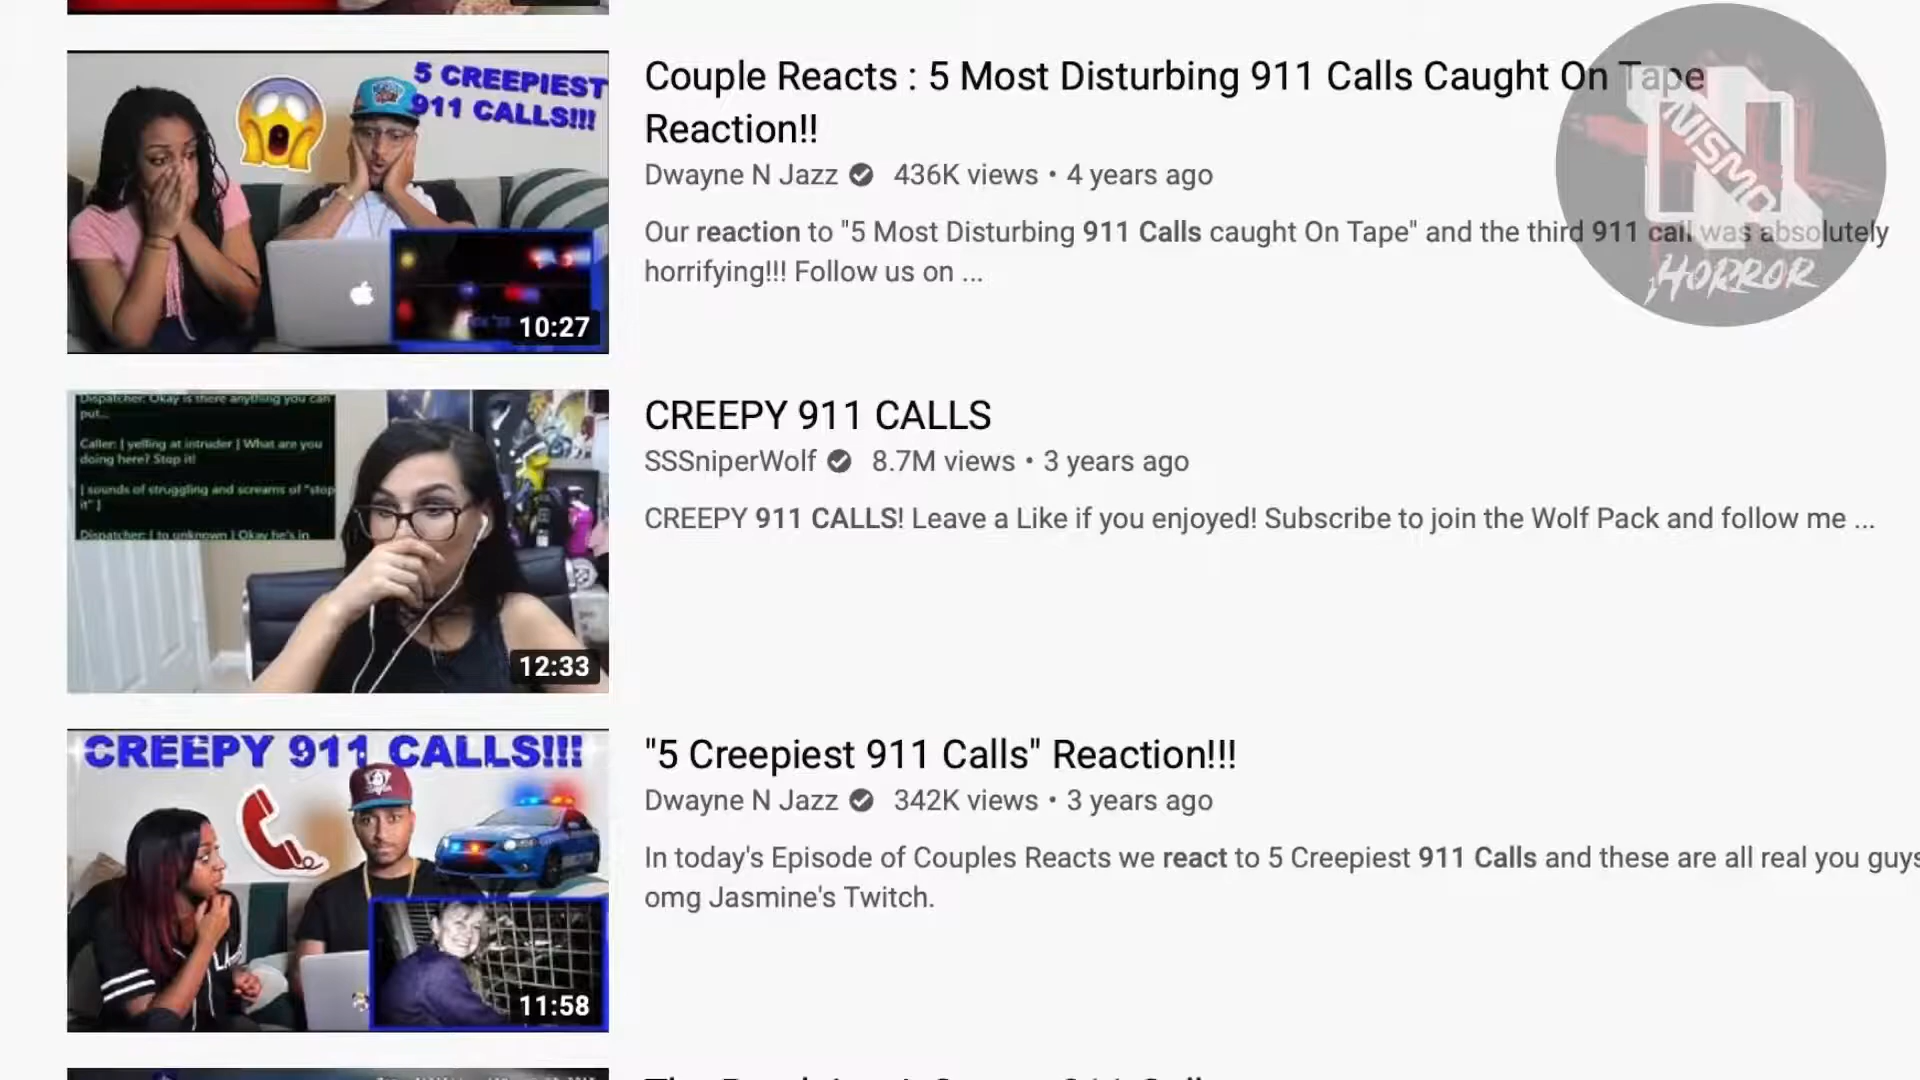 5 CREEPIEST
911 CALLS!!!
10:27
Couple Reacts : 5 Most Disturbing 911 Calls Caught On Tape
Reaction!!
Dwayne N Jazz 436K views • 4 years ago
Our reaction to "5 Most Disturbing 911 Calls caught On Tape" and the third 911 call was absolutely
horrifying!!! Follow us on ...
NISMO
HORROR
Dispatcher: Okay is there anything you can
put...
Caller: [ yelling at intruder ] What are you
doing here? Stop it!
[ sounds of struggling and screams of "stop
it" ]
Dispatcher: [ to unknown ] Okay he's in
12:33
CREEPY 911 CALLS
SSSniperWolf 8.7M views • 3 years ago
CREEPY 911 CALLS! Leave a Like if you enjoyed! Subscribe to join the Wolf Pack and follow me ...
CREEPY 911 CALLS!!!
11:58
"5 Creepiest 911 Calls" Reaction!!!
Dwayne N Jazz 342K views • 3 years ago
In today's Episode of Couples Reacts we react to 5 Creepiest 911 Calls and these are all real you guys
omg Jasmine's Twitch.